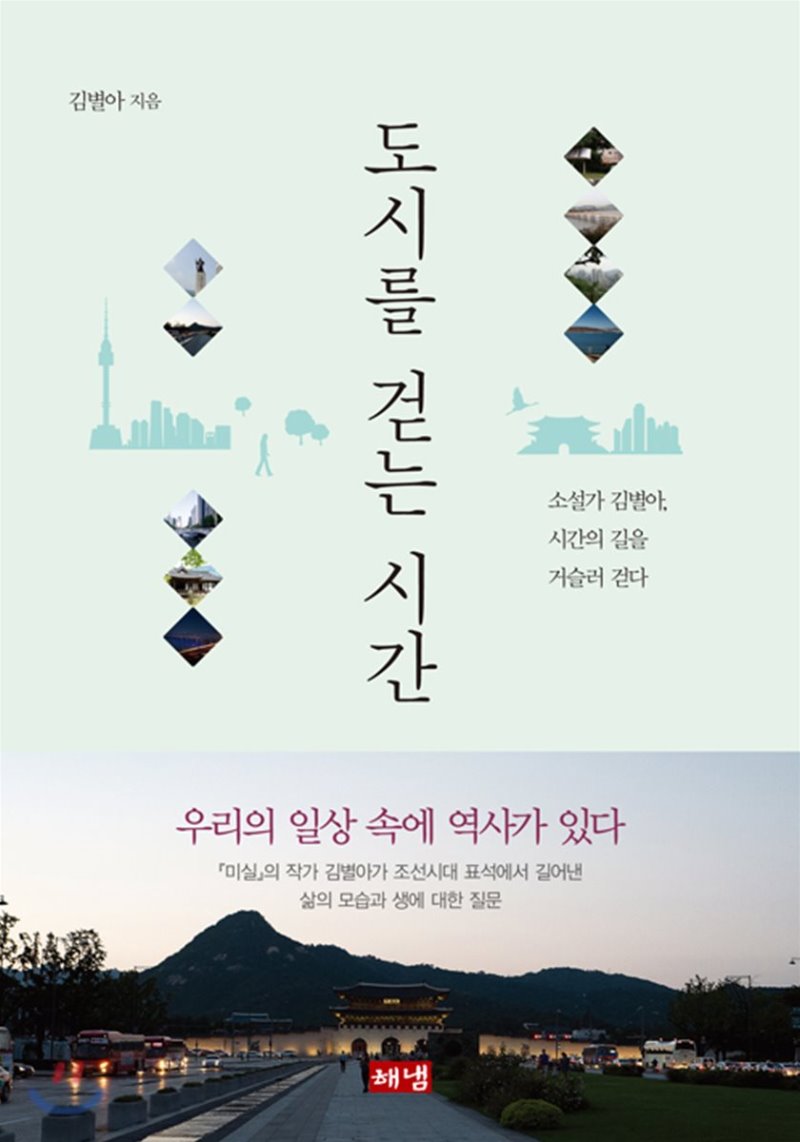 김별아 지음
도시를 걷는 시간
소설가 김별아,
시간의 길을
거슬러 걷다
우리의 일상 속에 역사가 있다
『미실』의 작가 김별아가 조선시대 표석에서 길어낸
삶의 모습과 생에 대한 질문
해냄